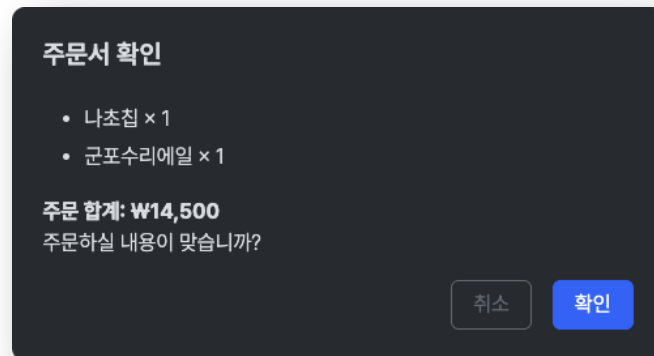 주문서 확인
• 나초칩 × 1
• 군포수리에일 × 1
주문 합계: ₩14,500
주문하실 내용이 맞습니까?
취소 확인